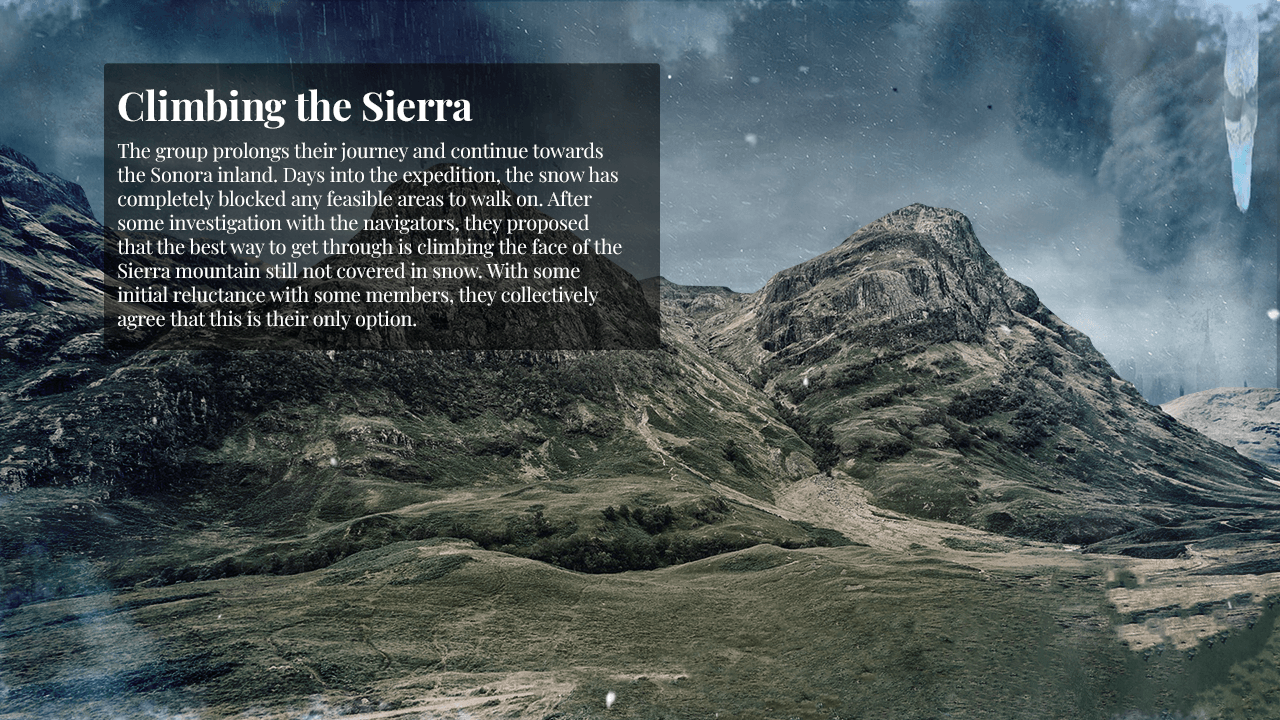 Climbing the Sierra
The group prolongs their journey and continue towards
the Sonora inland. Days into the expedition, the snow has
completely blocked any feasible areas to walk on. After
some investigation with the navigators, they proposed
that the best way to get through is climbing the face of the
Sierra mountain still not covered in snow. With some
initial reluctance with some members, they collectively
agree that this is their only option.